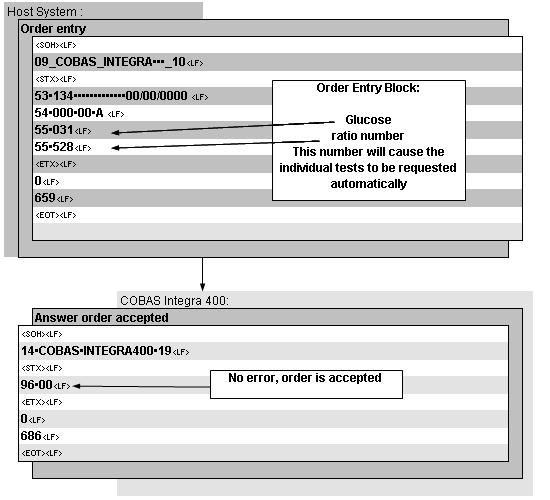 Host System :
Order entry
<SOH><LF>
09_COBAS_INTEGRA▪▪▪_10<LF>
<STX><LF>
53▪134▪▪▪▪▪▪▪▪▪▪▪▪▪00/00/0000 <LF>
54▪000▪00▪A <LF>
55▪031<LF>
55▪528<LF>
<ETX><LF>
0<LF>
659<LF>
<EOT><LF>
Order Entry Block:
Glucose
ratio number
This number will cause the
individual tests to be requested
automatically
COBAS Integra 400:
Answer order accepted
<SOH><LF>
14▪COBAS▪INTEGRA400▪19<LF>
<STX><LF>
96▪00<LF>
No error, order is accepted
<ETX><LF>
0<LF>
686<LF>
<EOT><LF>